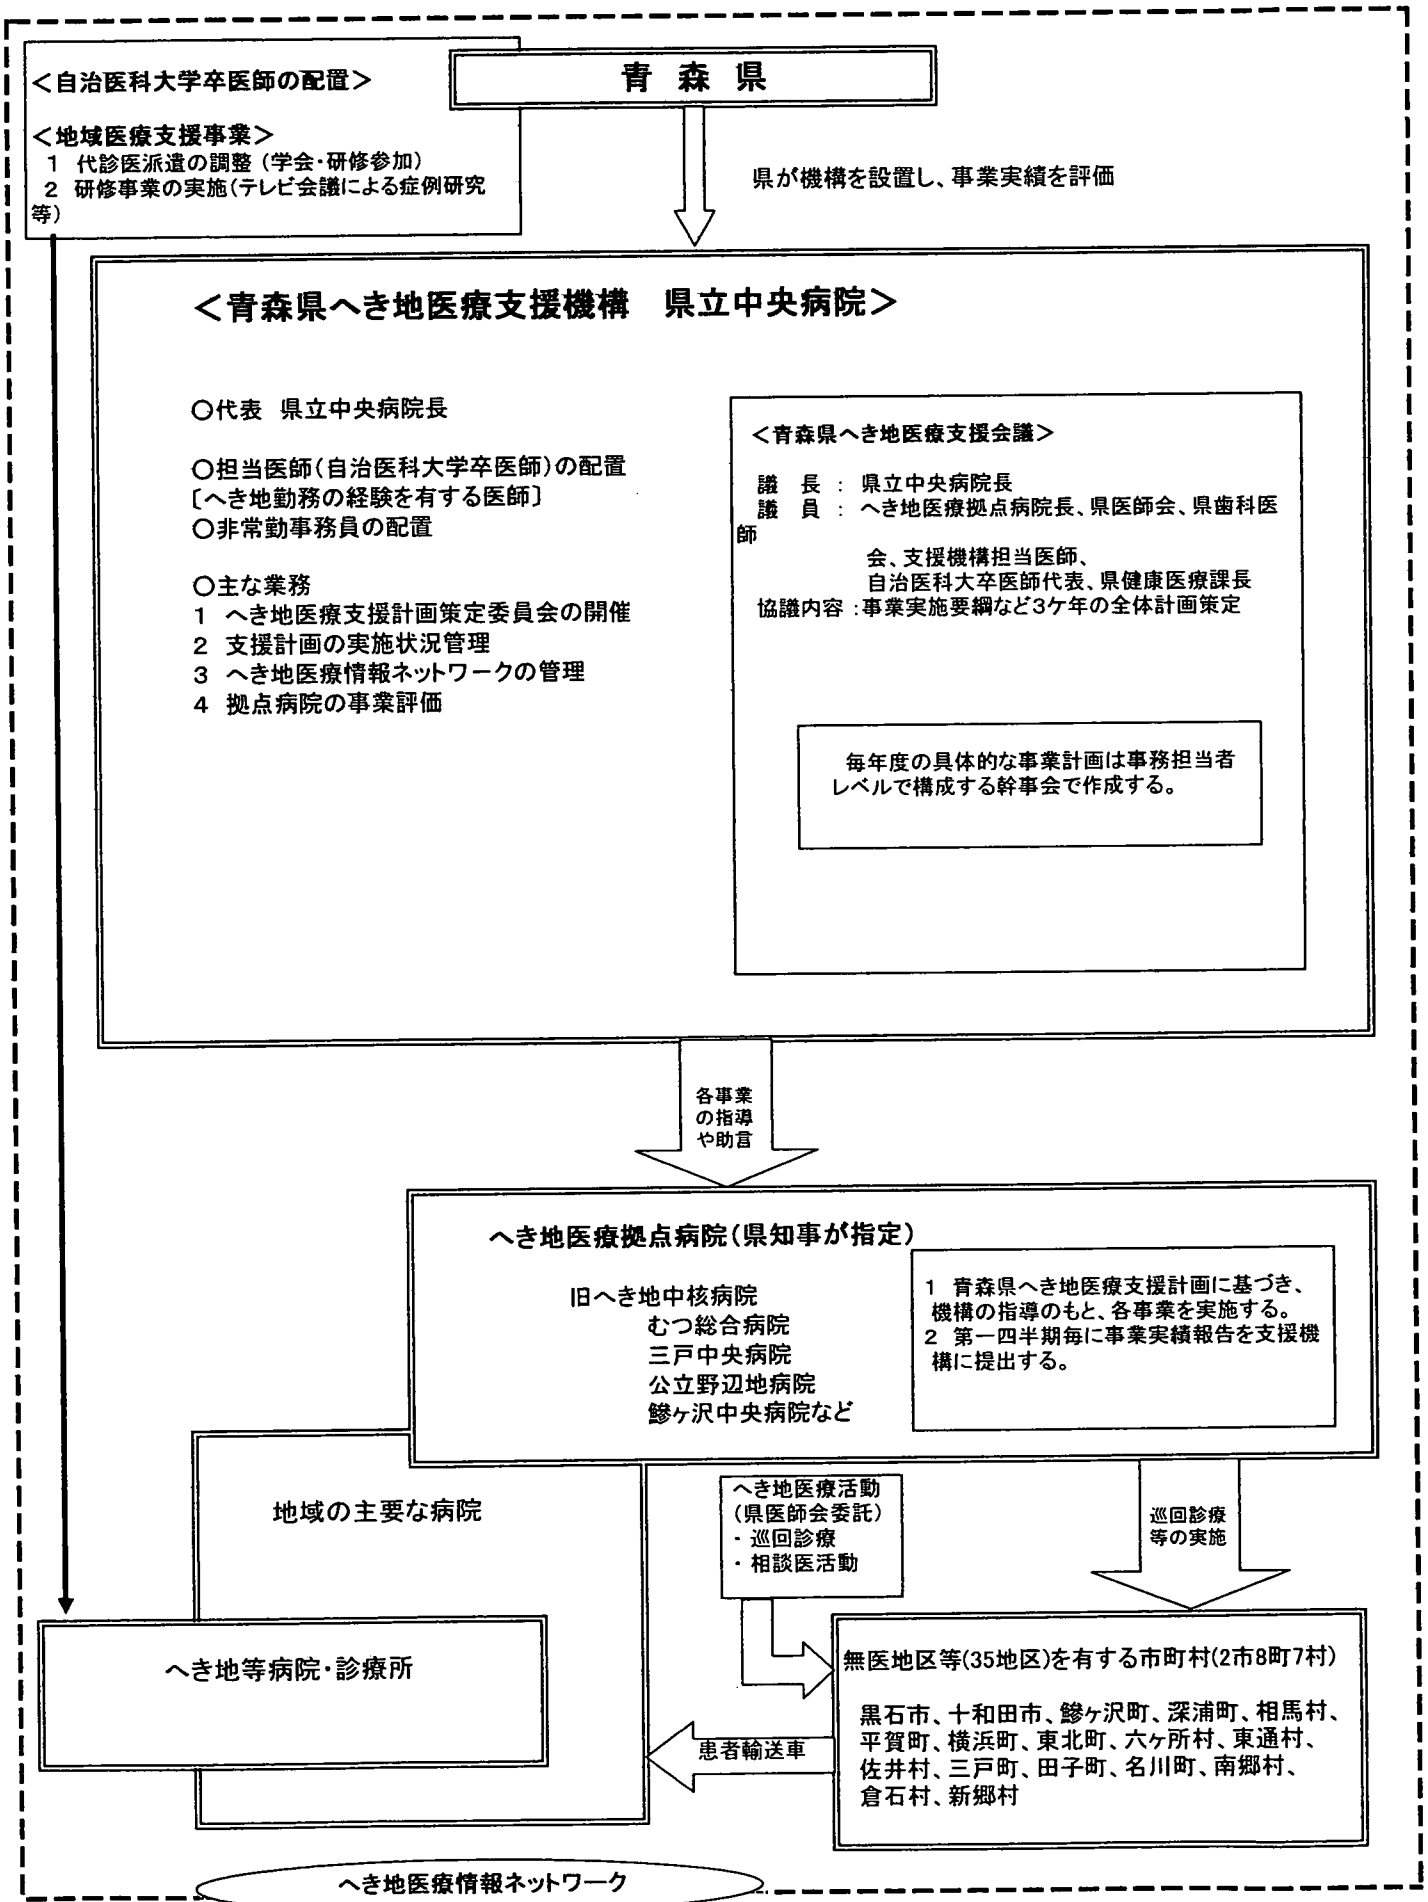 ＜自治医科大学卒医師の配置＞
＜地域医療支援事業＞
１ 代診医派遣の調整（学会・研修参加）
２ 研修事業の実施（テレビ会議による症例研究
等）
青 森 県
県が機構を設置し、事業実績を評価
＜青森県へき地医療支援機構　県立中央病院＞
○代表　県立中央病院長
○担当医師（自治医科大学卒医師）の配置
〔へき地勤務の経験を有する医師〕
○非常勤事務員の配置
○主な業務
１ へき地医療支援計画策定委員会の開催
２ 支援計画の実施状況管理
３ へき地医療情報ネットワークの管理
４ 拠点病院の事業評価
＜青森県へき地医療支援会議＞
議　長 ： 県立中央病院長
議　員 ： へき地医療拠点病院長、県医師会、県歯科医
師
会、支援機構担当医師、
自治医科大卒医師代表、県健康医療課長
協議内容 ：事業実施要綱など3ケ年の全体計画策定
毎年度の具体的な事業計画は事務担当者
レベルで構成する幹事会で作成する。
各事業
の指導
や助言
へき地医療拠点病院（県知事が指定）
旧へき地中核病院
むつ総合病院
三戸中央病院
公立野辺地病院
鰺ヶ沢中央病院など
１ 青森県へき地医療支援計画に基づき、
機構の指導のもと、各事業を実施する。
２ 第一四半期毎に事業実績報告を支援機
構に提出する。
地域の主要な病院
へき地医療活動
（県医師会委託）
・巡回診療
・相談医活動
巡回診療
等の実施
へき地等病院・診療所
無医地区等(35地区)を有する市町村(2市8町7村)
黒石市、十和田市、鰺ヶ沢町、深浦町、相馬村、
平賀町、横浜町、東北町、六ヶ所村、東通村、
佐井村、三戸町、田子町、名川町、南郷村、
倉石村、新郷村
患者輸送車
へき地医療情報ネットワーク